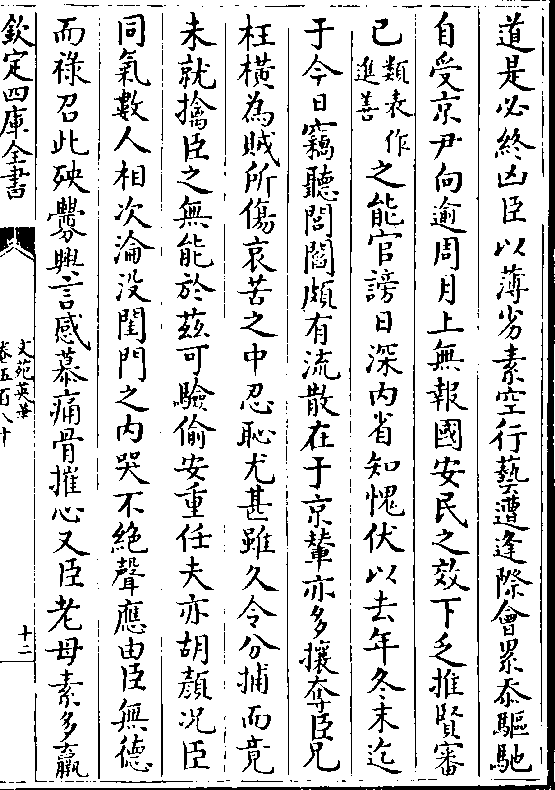 道是必終凶臣以薄劣素空行藝遭逢際會累忝驅馳
自受京尹向逾周月上無報國安民之效下乏推賢審
己類表作進善之能官謗日深内省知愧伏以去年冬末迄
于今日竊聽閭閻頗有流散在于京輦亦多攘奪臣兄
枉橫為賊所傷哀苦之中忍恥尤甚雖久令分捕而竟
未就擒臣之無能於兹可驗偷安重任夫亦胡顔况臣
同氣數人相次淪没閨門之内哭不絶聲應由臣無德
而祿召此殃釁興言感慕痛骨摧心又臣老母素多羸
欽定四庫全書
文苑英華
卷五百八十
十二